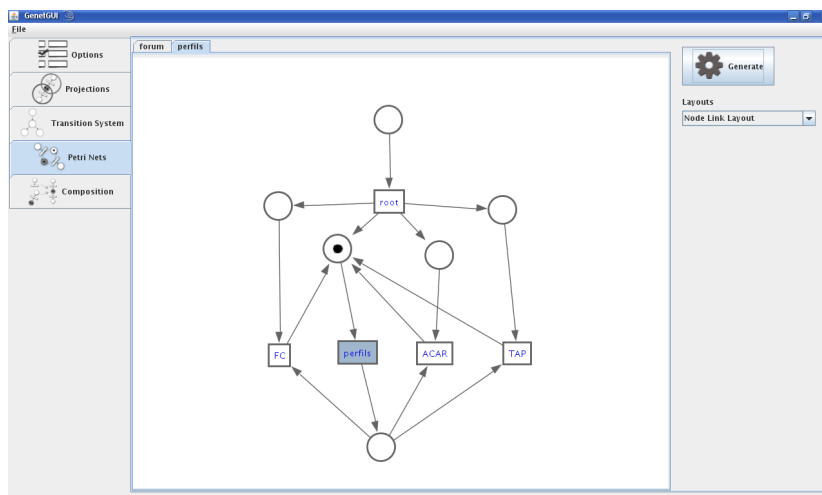 GenetGUI
File
Options
Projections
Transition System
Petri Nets
Composition
forum perfils
root
FC
perfils
ACAR
TAP
Generate
Layouts
Node Link Layout